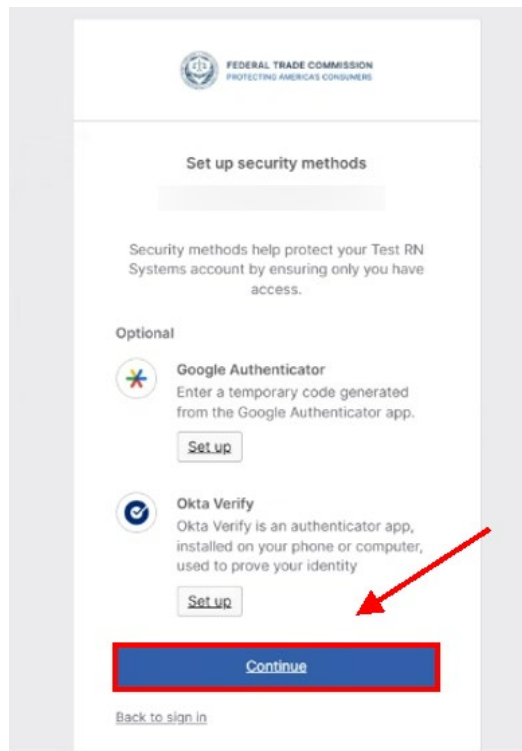 FEDERAL TRADE COMMISSION
PROTECTING AMERICA'S CONSUMERS
Set up security methods
Security methods help protect your Test RN
Systems account by ensuring only you have
access.
Optional
Google Authenticator
Enter a temporary code generated
from the Google Authenticator app.
Set up
Okta Verify
Okta Verify is an authenticator app,
installed on your phone or computer,
used to prove your identity
Set up
Continue
Back to sign in